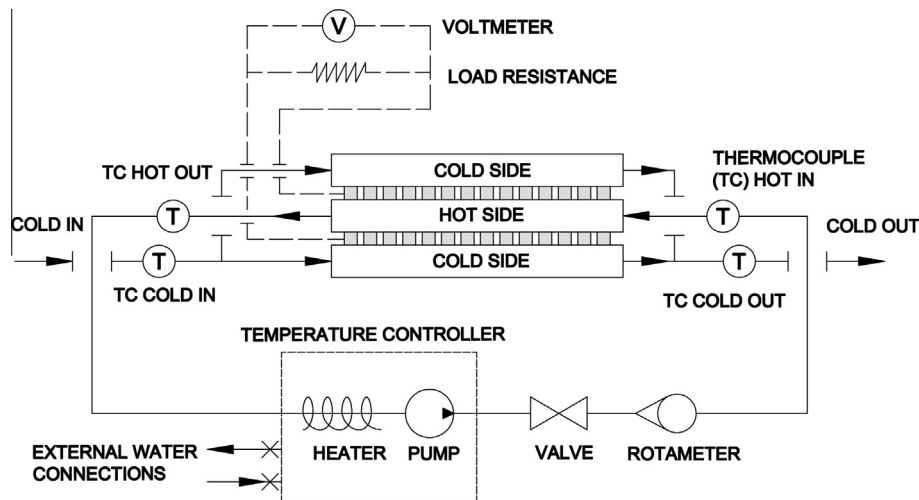 V
VOLTMETER
LOAD RESISTANCE
TC HOT OUT
COLD SIDE
THERMOCOUPLE
(TC) HOT IN
COLD IN
T
HOT SIDE
T
COLD OUT
T
COLD SIDE
T
TC COLD IN
TC COLD OUT
TEMPERATURE CONTROLLER
HEATER
PUMP
VALVE
ROTAMETER
EXTERNAL WATER
CONNECTIONS